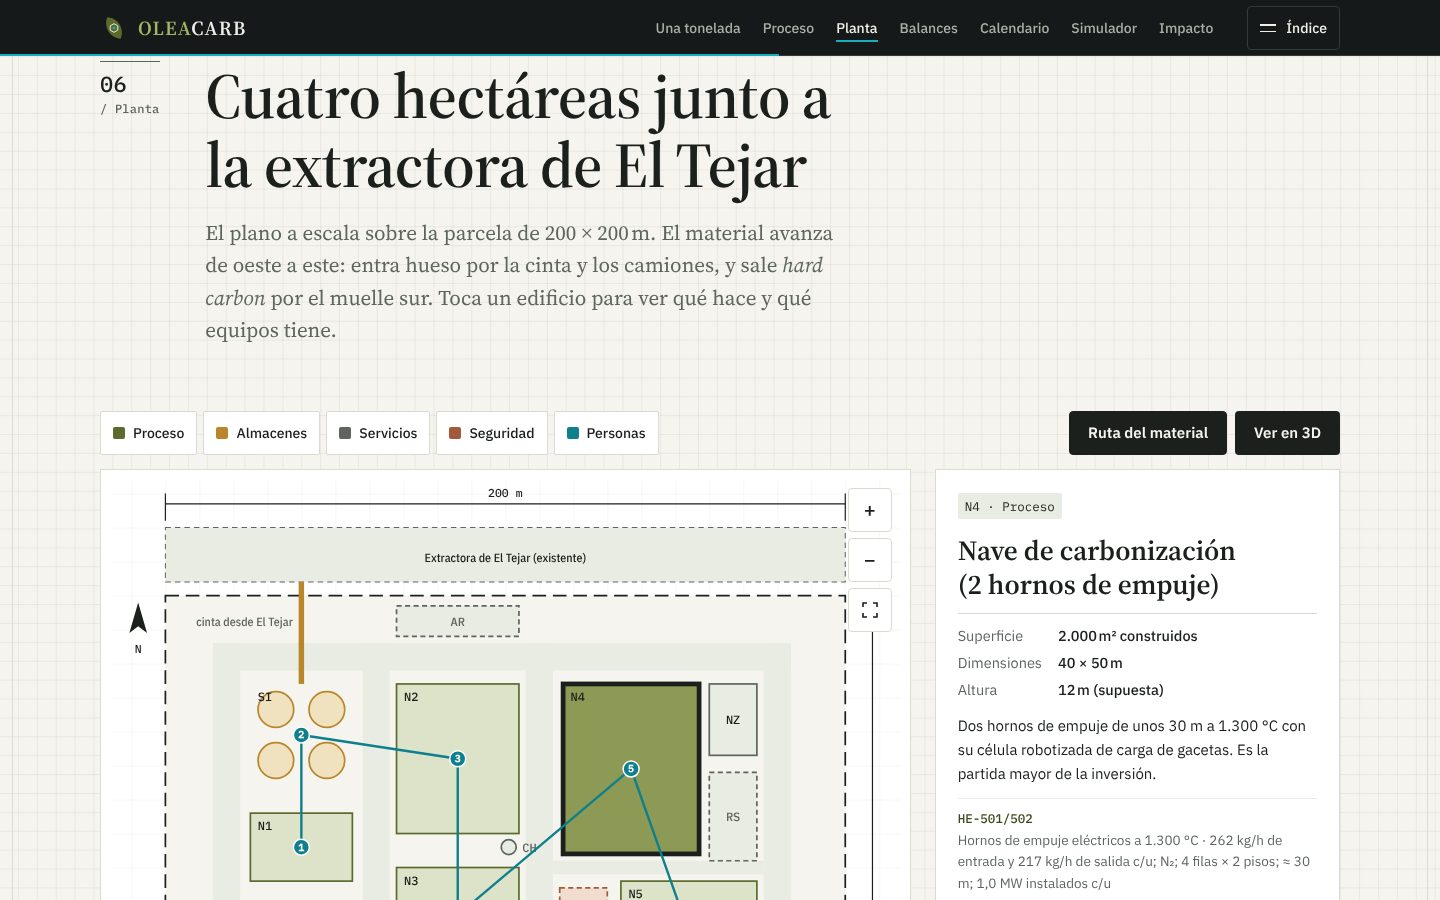 OLEACARB
Una tonelada
Proceso
Planta
Balances
Calendario
Simulador
Impacto
Índice
06
/ Planta
Cuatro hectáreas junto a
la extractora de El Tejar
El plano a escala sobre la parcela de 200 × 200 m. El material avanza
de oeste a este: entra hueso por la cinta y los camiones, y sale hard
carbon por el muelle sur. Toca un edificio para ver qué hace y qué
equipos tiene.
Proceso
Almacenes
Servicios
Seguridad
Personas
Ruta del material
Ver en 3D
200 m
+
−
Extractora de El Tejar (existente)
cinta desde El Tejar
AR
N
SI
N2
N4
NZ
2
3
5
RS
N1
1
CH
N3
N5
N4 · Proceso
Nave de carbonización
(2 hornos de empuje)
Superficie 2.000 m² construidos
Dimensiones 40 × 50 m
Altura 12 m (supuesta)
Dos hornos de empuje de unos 30 m a 1.300 °C con
su célula robotizada de carga de gacetas. Es la
partida mayor de la inversión.
HE-501/502
Hornos de empuje eléctricos a 1.300 °C · 262 kg/h de
entrada y 217 kg/h de salida c/u; N₂; 4 filas × 2 pisos; ≈ 30
m; 1,0 MW instalados c/u